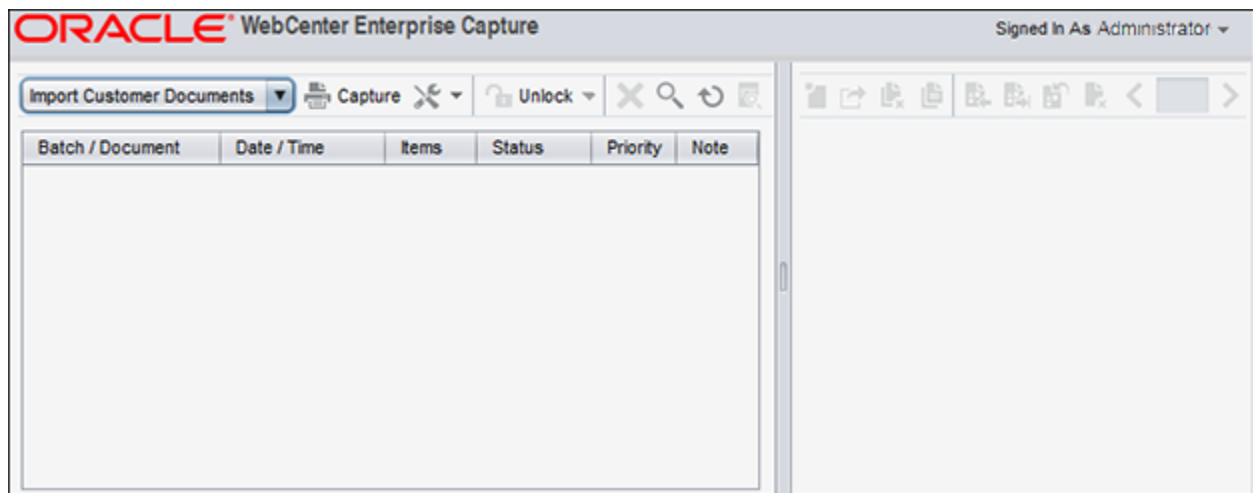 ORACLE® WebCenter Enterprise Capture
Signed In As Administrator
Import Customer Documents Capture Unlock
Batch / Document Date / Time Items Status Priority Note